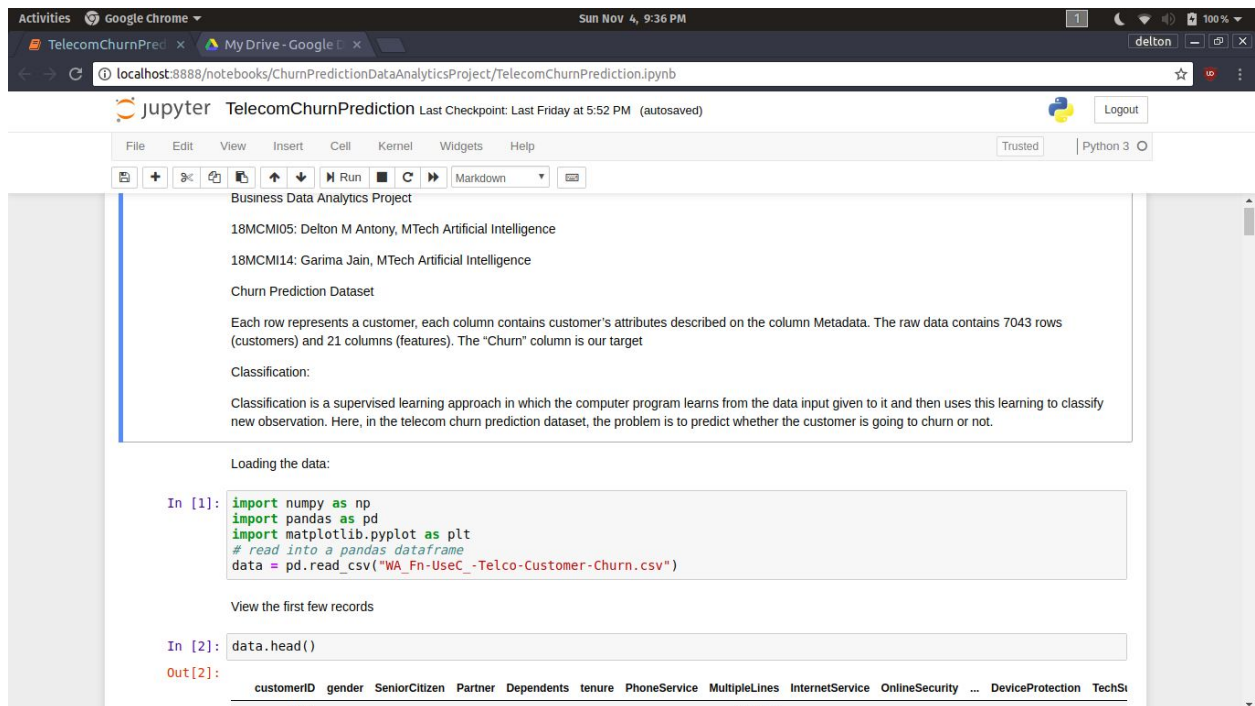 Activities Google Chrome Sun Nov 4, 9:36 PM 1 100 %
TelecomChurnPred My Drive - Google D delton
localhost:8888/notebooks/ChurnPredictionDataAnalyticsProject/TelecomChurnPrediction.ipynb
jupyter TelecomChurnPrediction Last Checkpoint: Last Friday at 5:52 PM (autosaved) Logout
File Edit View Insert Cell Kernel Widgets Help Trusted Python 3
Run Markdown
Business Data Analytics Project
18MCMI05: Delton M Antony, MTech Artificial Intelligence
18MCMI14: Garima Jain, MTech Artificial Intelligence
Churn Prediction Dataset
Each row represents a customer, each column contains customer’s attributes described on the column Metadata. The raw data contains 7043 rows
(customers) and 21 columns (features). The “Churn” column is our target
Classification:
Classification is a supervised learning approach in which the computer program learns from the data input given to it and then uses this learning to classify
new observation. Here, in the telecom churn prediction dataset, the problem is to predict whether the customer is going to churn or not.
Loading the data:
In [1]: import numpy as np
import pandas as pd
import matplotlib.pyplot as plt
# read into a pandas dataframe
data = pd.read_csv("WA_Fn-UseC_-Telco-Customer-Churn.csv")
View the first few records
In [2]: data.head()
Out[2]:
customerID gender SeniorCitizen Partner Dependents tenure PhoneService MultipleLines InternetService OnlineSecurity ... DeviceProtection TechSu